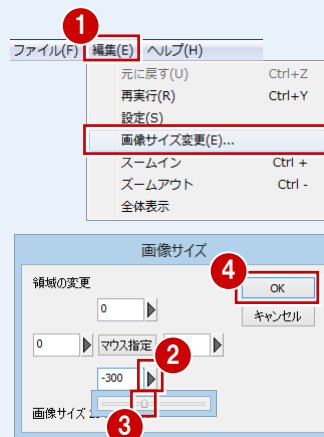 1
ファイル(F) 編集(E) ヘルプ(H)
元に戻す(U) Ctrl+Z
再実行(R) Ctrl+Y
設定(S)
画像サイズ変更(E)...
ズームイン Ctrl +
ズームアウト Ctrl -
全体表示
画像サイズ
4
領域の変更
OK
0
キャンセル
0 マウス指定
2
-300
画像サイズ
3